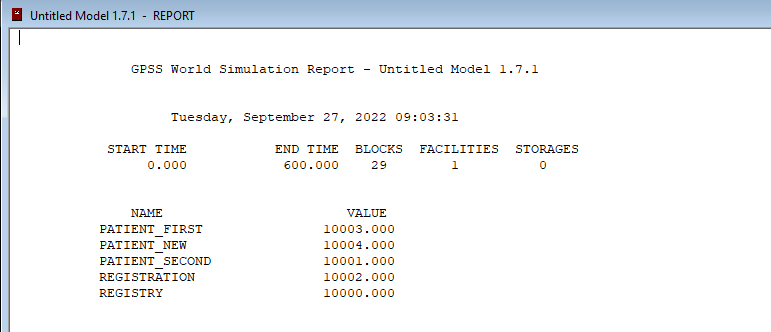 Untitled Model 1.7.1 - REPORT
GPSS World Simulation Report - Untitled Model 1.7.1
Tuesday, September 27, 2022 09:03:31
START TIME END TIME BLOCKS FACILITIES STORAGES
0.000 600.000 29 1 0
NAME VALUE
PATIENT_FIRST 10003.000
PATIENT_NEW 10004.000
PATIENT_SECOND 10001.000
REGISTRATION 10002.000
REGISTRY 10000.000